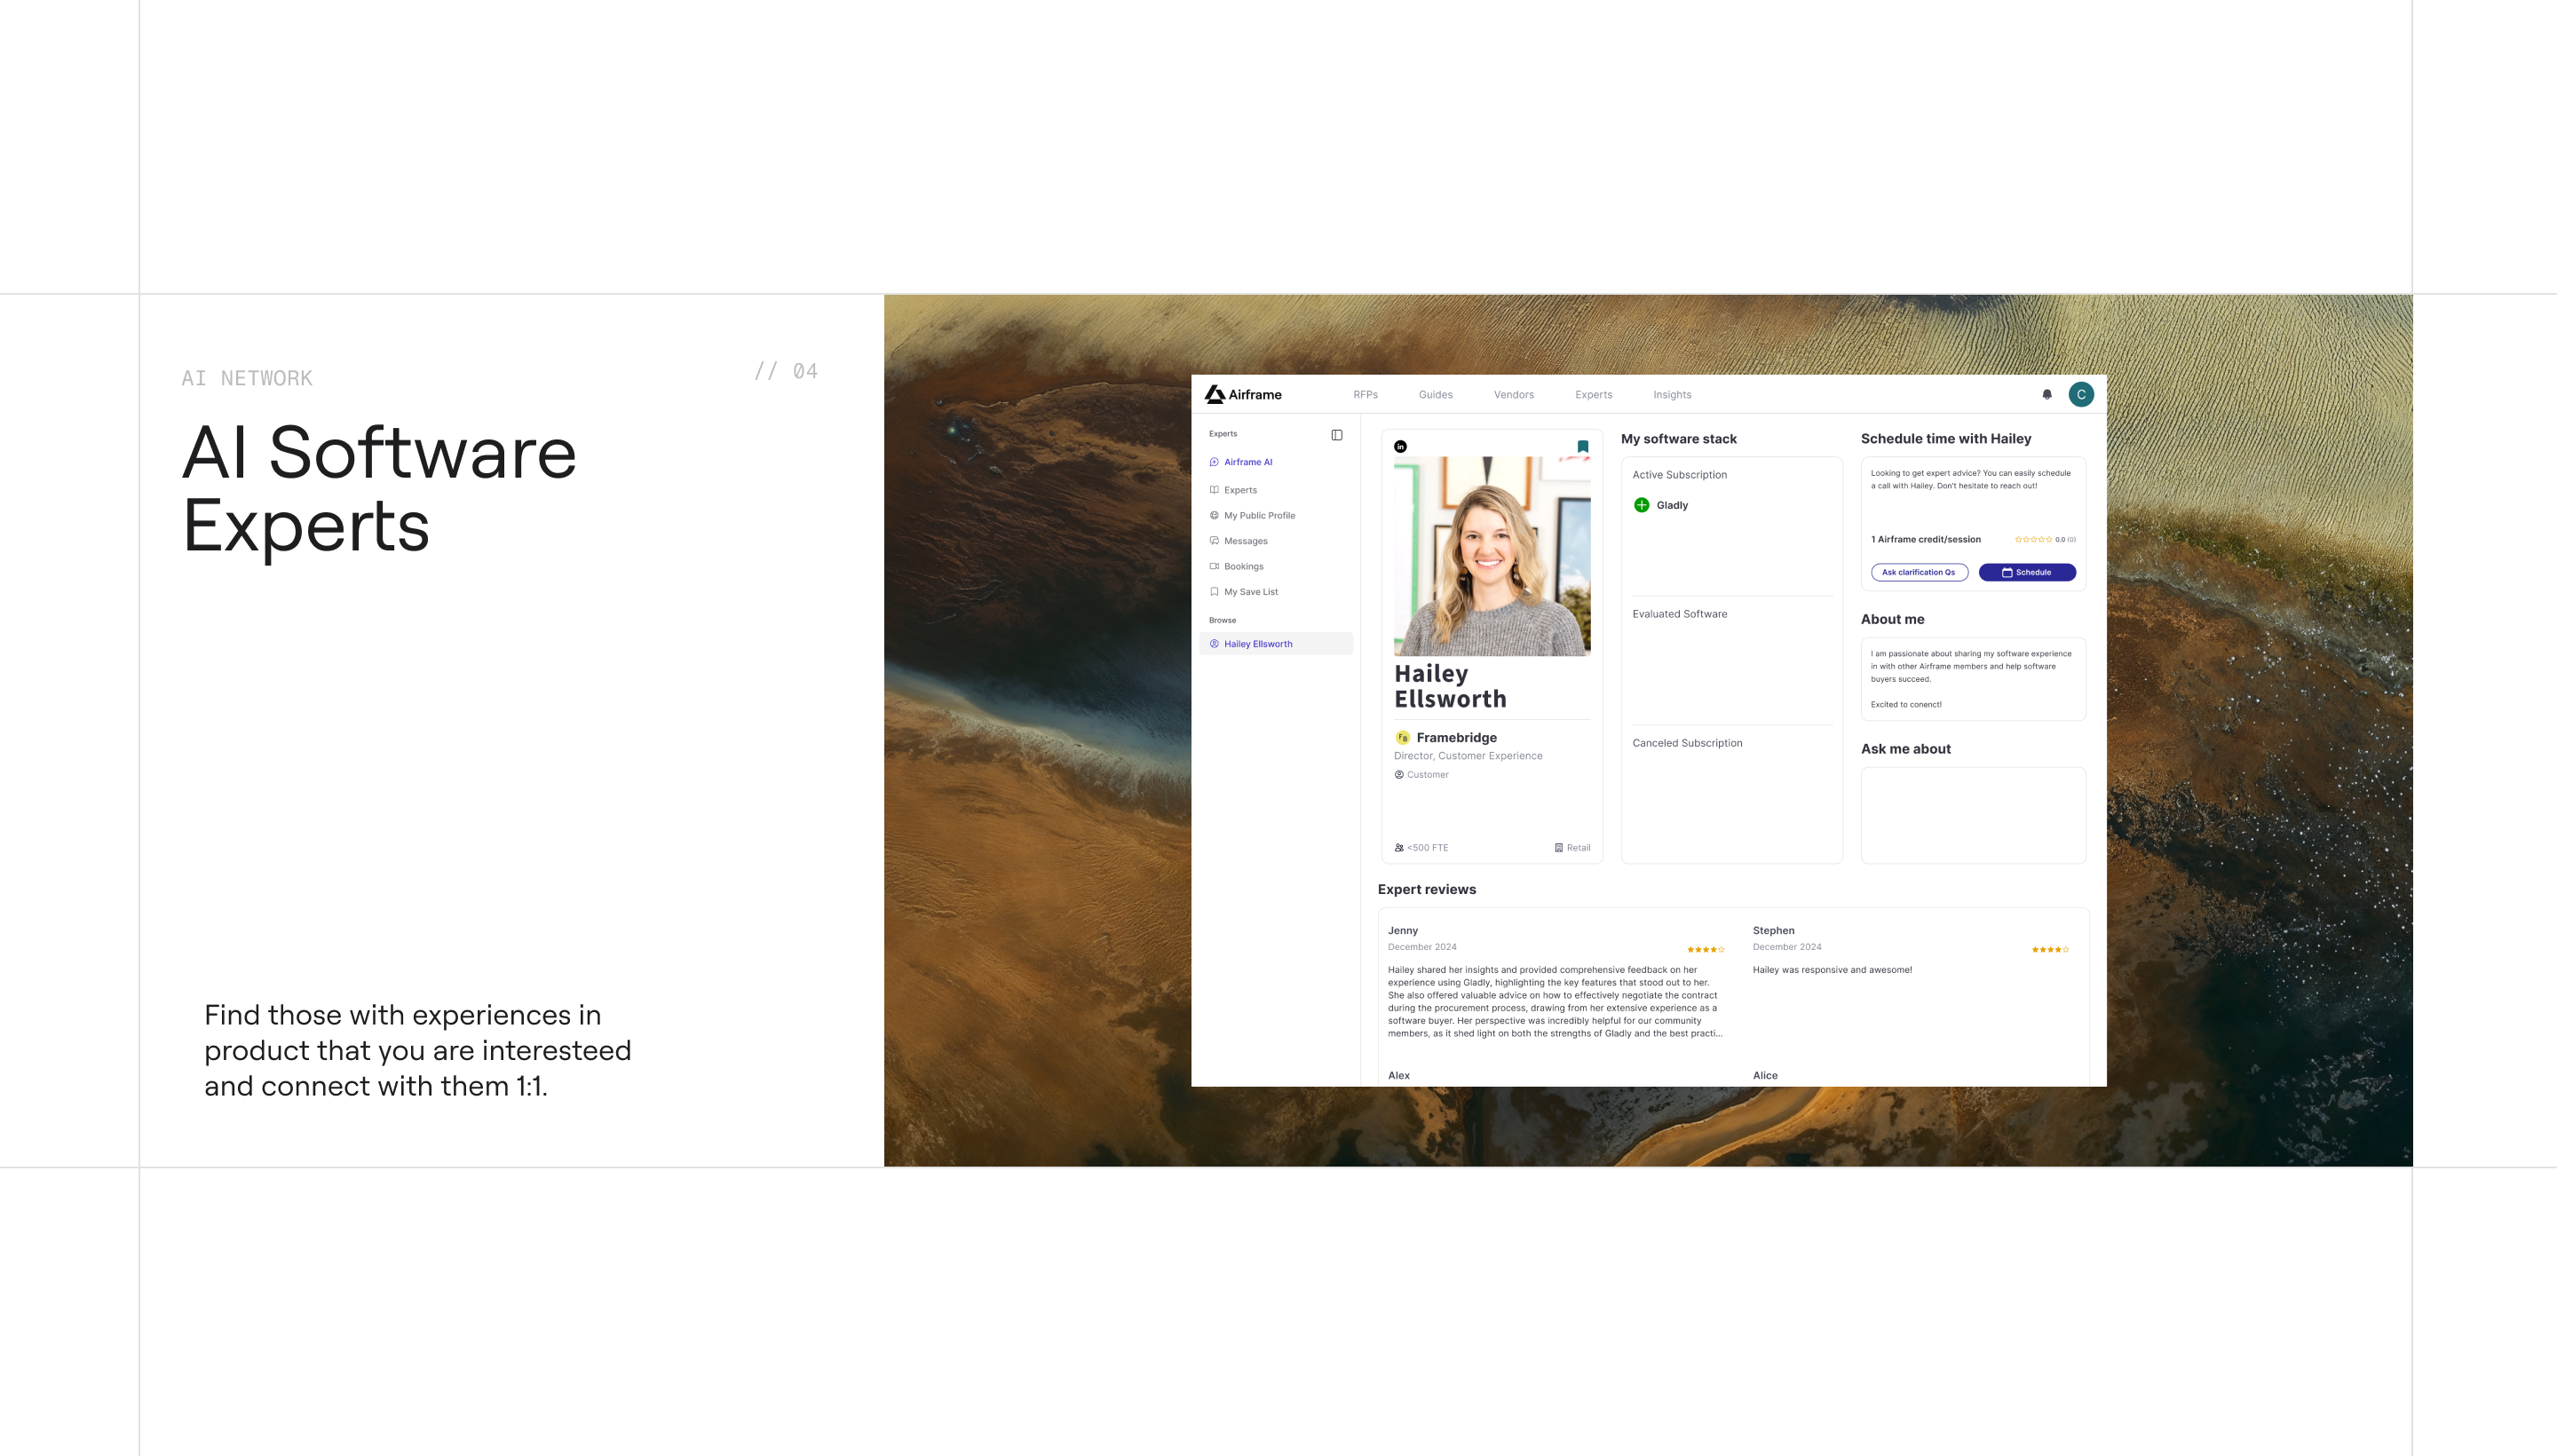 AI NETWORK
// 04
AI Software
Experts
Find those with experiences in
product that you are interesteed
and connect with them 1:1.
Airframe
RFPs
Guides
Vendors
Experts
Insights
C
Experts
Airframe AI
Experts
My Public Profile
Messages
Bookings
My Save List
Browse
Hailey Ellsworth
in
Hailey
Ellsworth
FB
Framebridge
Director, Customer Experience
Customer
<500 FTE
Retail
My software stack
Active Subscription
Gladly
Evaluated Software
Canceled Subscription
Schedule time with Hailey
Looking to get expert advice? You can easily schedule
a call with Hailey. Don't hesitate to reach out!
1 Airframe credit/session
0.0 (0)
Ask clarification Qs
Schedule
About me
I am passionate about sharing my software experience
in with other Airframe members and help software
buyers succeed.
Excited to conenct!
Ask me about
Expert reviews
Jenny
December 2024
Hailey shared her insights and provided comprehensive feedback on her
experience using Gladly, highlighting the key features that stood out to her.
She also offered valuable advice on how to effectively negotiate the contract
during the procurement process, drawing from her extensive experience as a
software buyer. Her perspective was incredibly helpful for our community
members, as it shed light on both the strengths of Gladly and the best practi...
Stephen
December 2024
Hailey was responsive and awesome!
Alex
Alice